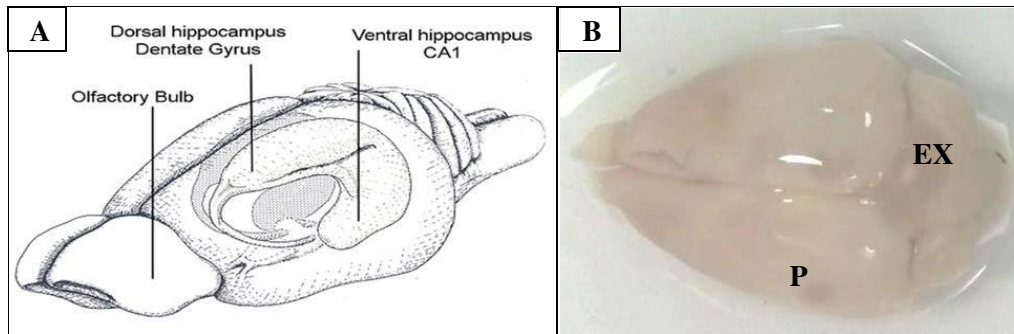 A
Dorsal hippocampus
Dentate Gyrus
Ventral hippocampus
CA1
Olfactory Bulb
B
EX
P